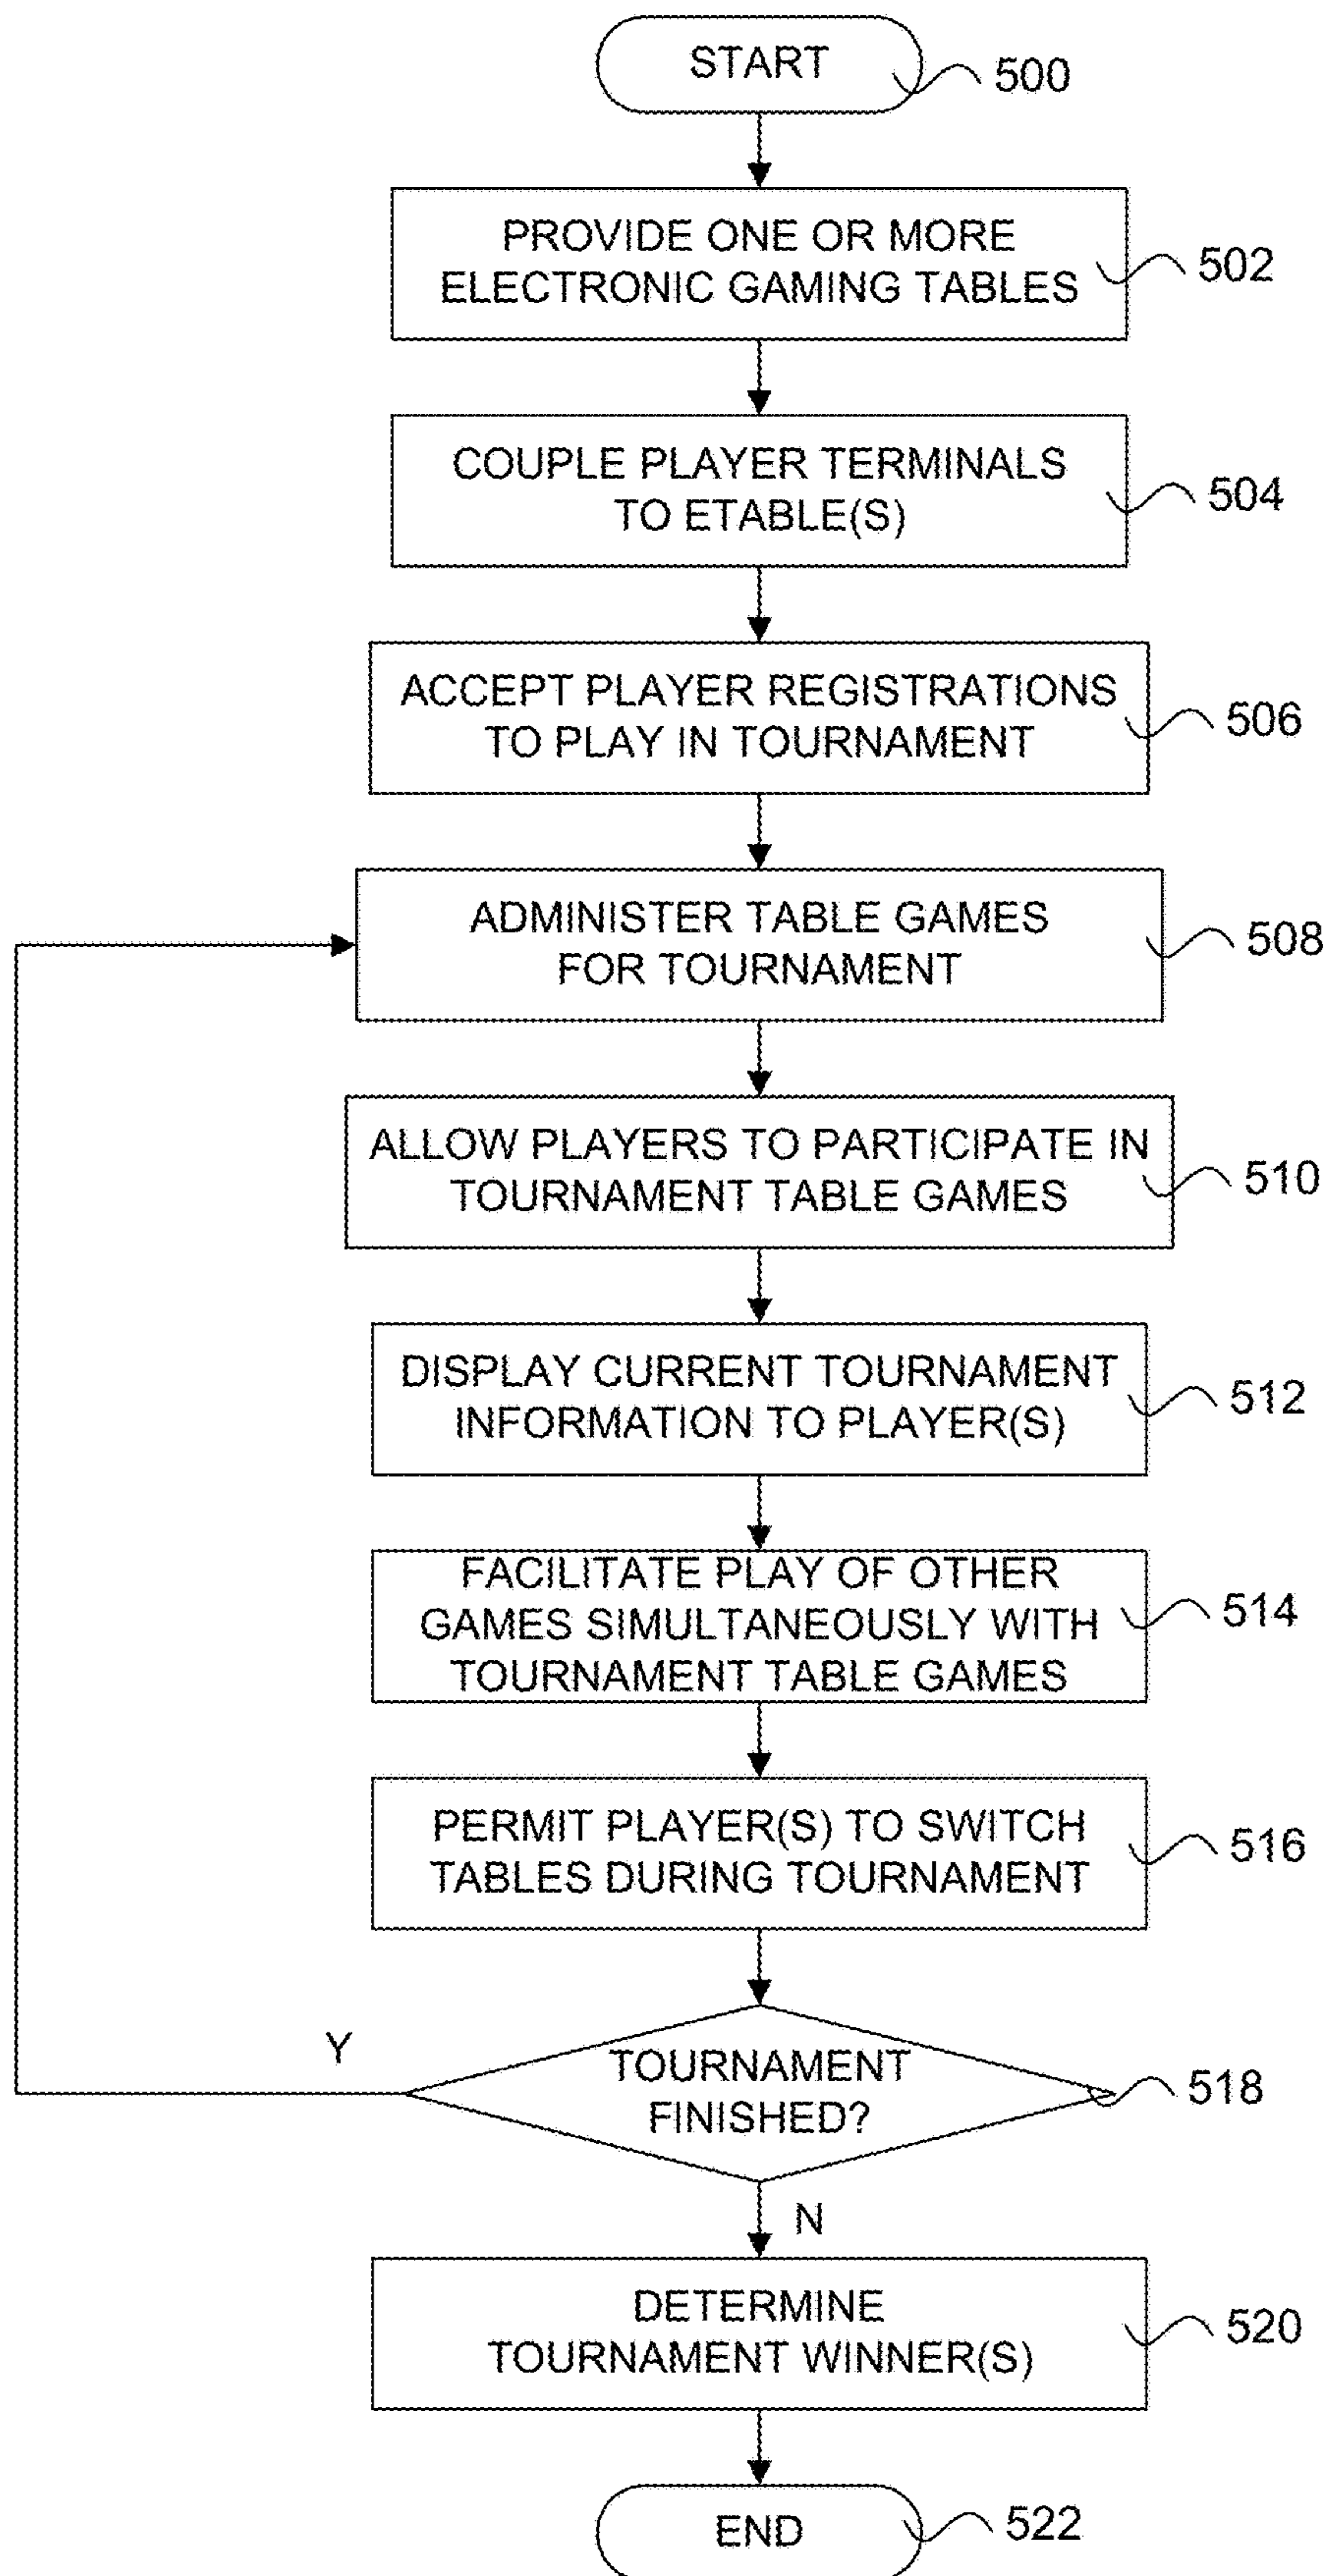 START
500
PROVIDE ONE OR MORE
ELECTRONIC GAMING TABLES
502
COUPLE PLAYER TERMINALS
TO ETABLE(S)
504
ACCEPT PLAYER REGISTRATIONS
TO PLAY IN TOURNAMENT
506
ADMINISTER TABLE GAMES
FOR TOURNAMENT
508
ALLOW PLAYERS TO PARTICIPATE IN
TOURNAMENT TABLE GAMES
510
DISPLAY CURRENT TOURNAMENT
INFORMATION TO PLAYER(S)
512
FACILITATE PLAY OF OTHER
GAMES SIMULTANEOUSLY WITH
TOURNAMENT TABLE GAMES
514
PERMIT PLAYER(S) TO SWITCH
TABLES DURING TOURNAMENT
516
Y
TOURNAMENT
FINISHED?
518
N
DETERMINE
TOURNAMENT WINNER(S)
520
END
522